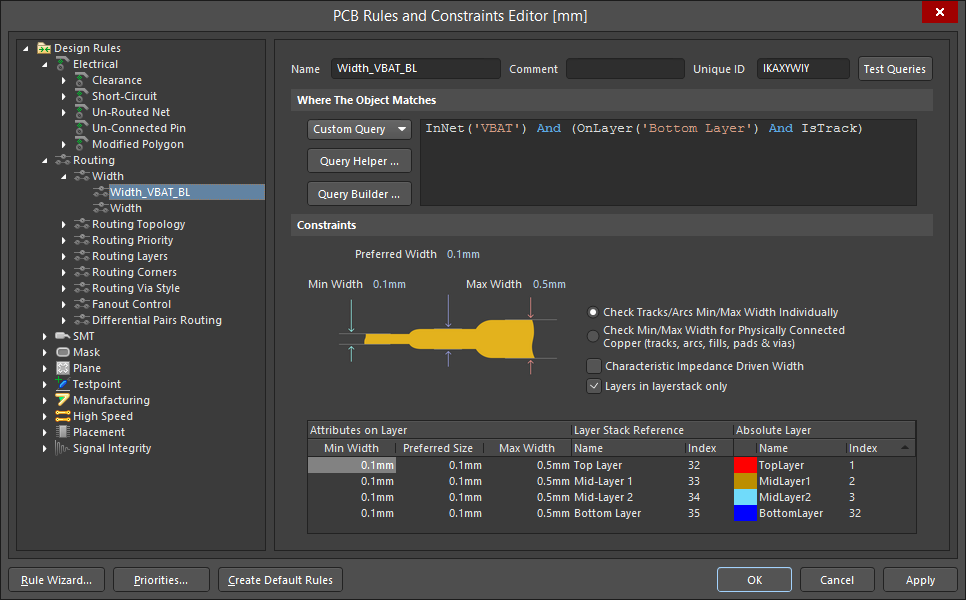 PCB Rules and Constraints Editor [mm]
Design Rules
Electrical
Clearance
Short-Circuit
Un-Routed Net
Un-Connected Pin
Modified Polygon
Routing
Width
Width_VBAT_BL
Width
Routing Topology
Routing Priority
Routing Layers
Routing Corners
Routing Via Style
Fanout Control
Differential Pairs Routing
SMT
Mask
Plane
Testpoint
Manufacturing
High Speed
Placement
Signal Integrity
Name Width_VBAT_BL Comment Unique ID IKAXYWIY Test Queries
Where The Object Matches
Custom Query
Query Helper ...
Query Builder ...
InNet('VBAT') And (OnLayer('Bottom Layer') And IsTrack)
Constraints
Preferred Width 0.1mm
Min Width 0.1mm Max Width 0.5mm
Check Tracks/Arcs Min/Max Width Individually
Check Min/Max Width for Physically Connected
Copper (tracks, arcs, fills, pads & vias)
Characteristic Impedance Driven Width
Layers in layerstack only
Attributes on Layer Layer Stack Reference Absolute Layer
Min Width Preferred Size Max Width Name Index Name Index
0.1mm 0.1mm 0.5mm Top Layer 32 TopLayer 1
0.1mm 0.1mm 0.5mm Mid-Layer 1 33 MidLayer1 2
0.1mm 0.1mm 0.5mm Mid-Layer 2 34 MidLayer2 3
0.1mm 0.1mm 0.5mm Bottom Layer 35 BottomLayer 32
Rule Wizard... Priorities... Create Default Rules OK Cancel Apply